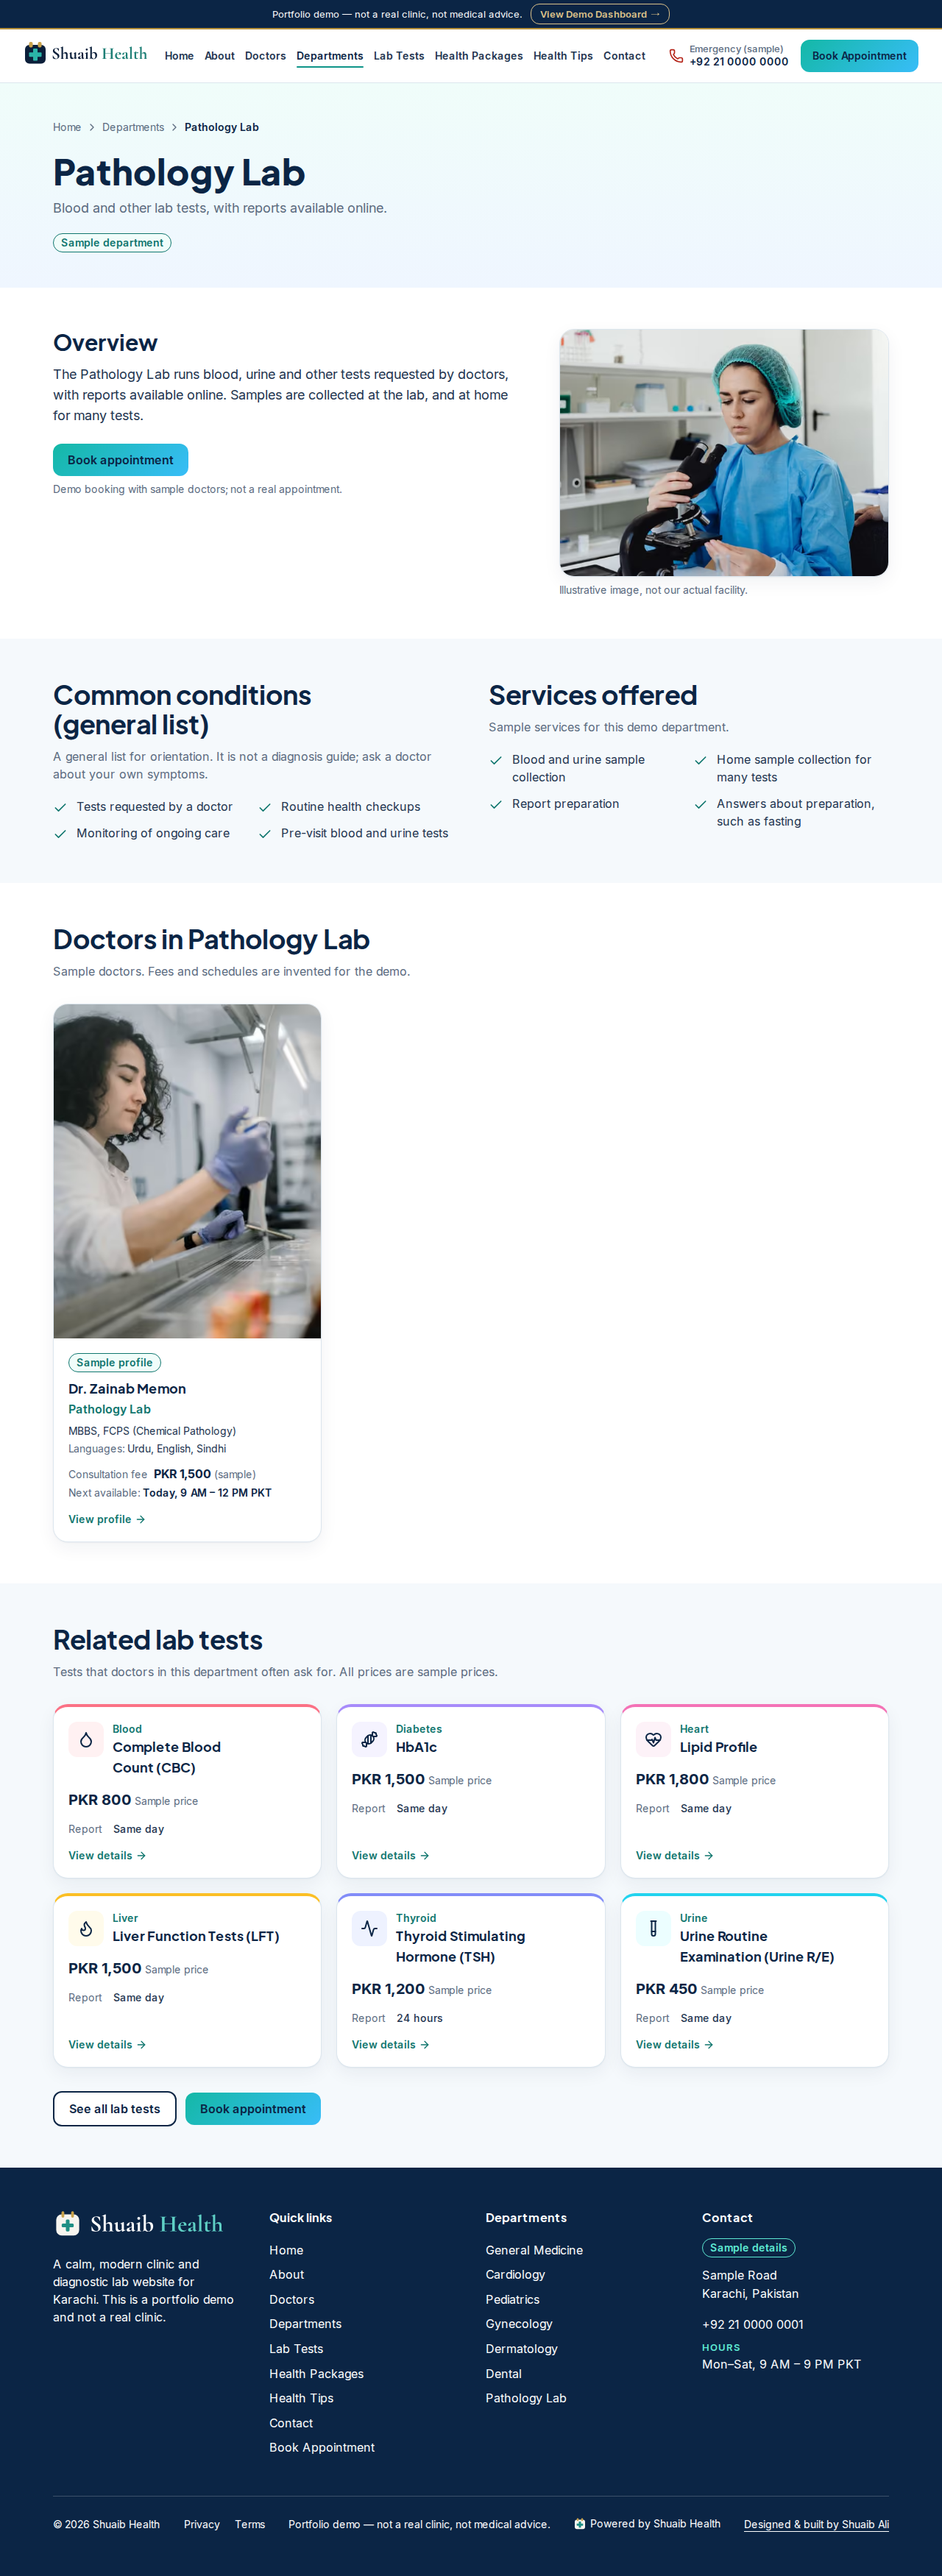 Portfolio demo — not a real clinic, not medical advice. View Demo Dashboard →
Shuaib Health Home About Doctors Departments Lab Tests Health Packages Health Tips Contact Emergency (sample) +92 21 0000 0000 Book Appointment
Home > Departments > Pathology Lab
Pathology Lab
Blood and other lab tests, with reports available online.
Sample department
Overview
The Pathology Lab runs blood, urine and other tests requested by doctors,
with reports available online. Samples are collected at the lab, and at home
for many tests.
Book appointment
Demo booking with sample doctors; not a real appointment.
Illustrative image, not our actual facility.
Common conditions
(general list)
A general list for orientation. It is not a diagnosis guide; ask a doctor
about your own symptoms.
Tests requested by a doctor
Routine health checkups
Monitoring of ongoing care
Pre-visit blood and urine tests
Services offered
Sample services for this demo department.
Blood and urine sample
collection
Home sample collection for
many tests
Report preparation
Answers about preparation,
such as fasting
Doctors in Pathology Lab
Sample doctors. Fees and schedules are invented for the demo.
Sample profile
Dr. Zainab Memon
Pathology Lab
MBBS, FCPS (Chemical Pathology)
Languages: Urdu, English, Sindhi
Consultation fee PKR 1,500 (sample)
Next available: Today, 9 AM – 12 PM PKT
View profile →
Related lab tests
Tests that doctors in this department often ask for. All prices are sample prices.
Blood
Complete Blood
Count (CBC)
PKR 800 Sample price
Report Same day
View details →
Diabetes
HbA1c
PKR 1,500 Sample price
Report Same day
View details →
Heart
Lipid Profile
PKR 1,800 Sample price
Report Same day
View details →
Liver
Liver Function Tests (LFT)
PKR 1,500 Sample price
Report Same day
View details →
Thyroid
Thyroid Stimulating
Hormone (TSH)
PKR 1,200 Sample price
Report 24 hours
View details →
Urine
Urine Routine
Examination (Urine R/E)
PKR 450 Sample price
Report Same day
View details →
See all lab tests
Book appointment
Shuaib Health
A calm, modern clinic and
diagnostic lab website for
Karachi. This is a portfolio demo
and not a real clinic.
Quick links
Home
About
Doctors
Departments
Lab Tests
Health Packages
Health Tips
Contact
Book Appointment
Departments
General Medicine
Cardiology
Pediatrics
Gynecology
Dermatology
Dental
Pathology Lab
Contact
Sample details
Sample Road
Karachi, Pakistan
+92 21 0000 0001
HOURS
Mon–Sat, 9 AM – 9 PM PKT
© 2026 Shuaib Health Privacy Terms Portfolio demo — not a real clinic, not medical advice. Powered by Shuaib Health Designed & built by Shuaib Ali